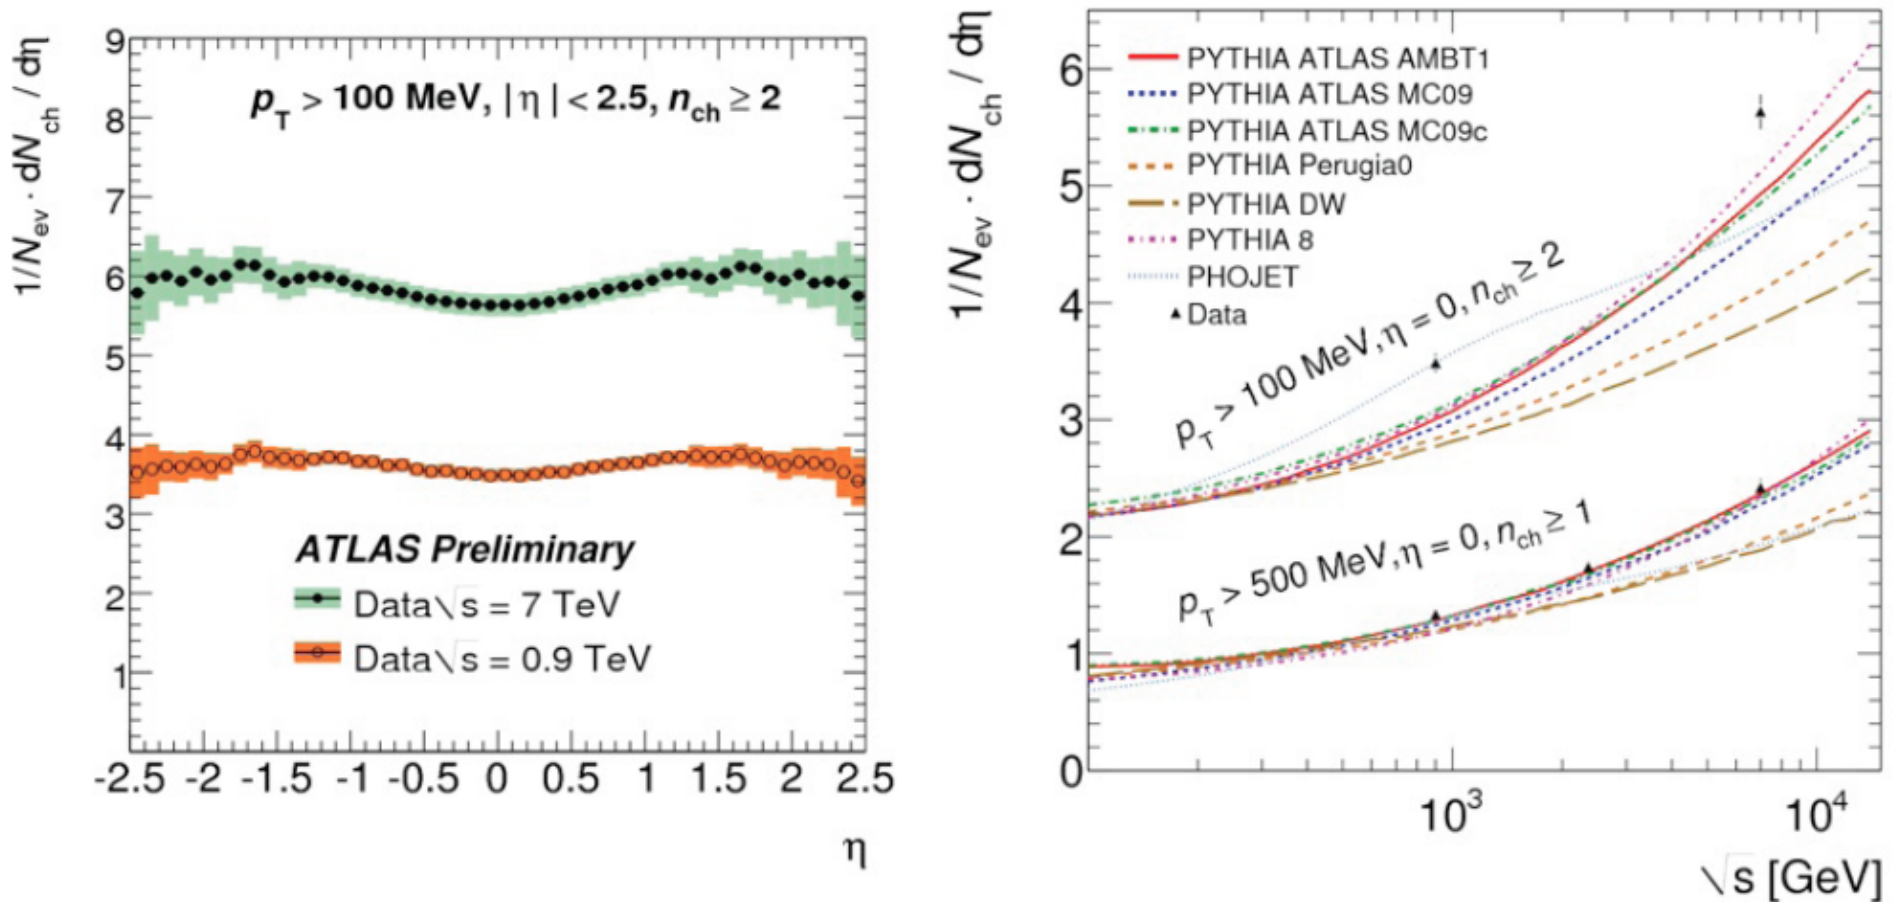 1/N_ev · dN_ch / dη
9
8
7
6
5
4
3
2
1
p_T > 100 MeV, | η | < 2.5, n_ch ≥ 2
ATLAS Preliminary
Data√s = 7 TeV
Data√s = 0.9 TeV
-2.5 -2 -1.5 -1 -0.5 0 0.5 1 1.5 2 2.5
η
1/N_ev · dN_ch / dη
6
5
4
3
2
1
0
PYTHIA ATLAS AMBT1
PYTHIA ATLAS MC09
PYTHIA ATLAS MC09c
PYTHIA Perugia0
PYTHIA DW
PYTHIA 8
PHOJET
Data
p_T > 100 MeV, η = 0, n_ch ≥ 2
p_T > 500 MeV, η = 0, n_ch ≥ 1
10³ 10⁴
√s [GeV]